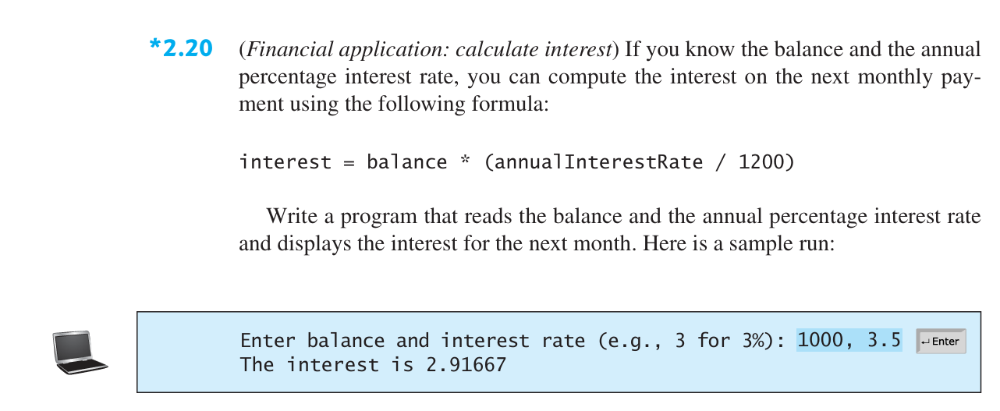 *2.20 (Financial application: calculate interest) If you know the balance and the annual
percentage interest rate, you can compute the interest on the next monthly pay-
ment using the following formula:
interest = balance * (annualInterestRate / 1200)
Write a program that reads the balance and the annual percentage interest rate
and displays the interest for the next month. Here is a sample run:
Enter balance and interest rate (e.g., 3 for 3%): 1000, 3.5 ↵Enter
The interest is 2.91667